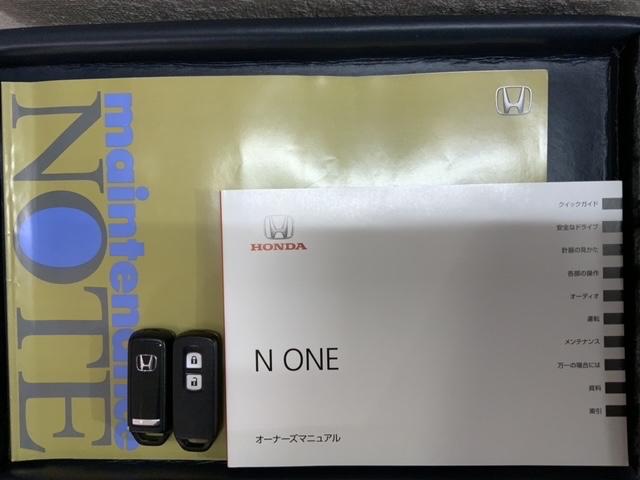 maintenance
NOTE
HONDA
N ONE
オーナーズマニュアル
クイックガイド
安全なドライブ
計器の見かた
各部の操作
オーディオ
運転
メンテナンス
万一の場合には
資料
索引